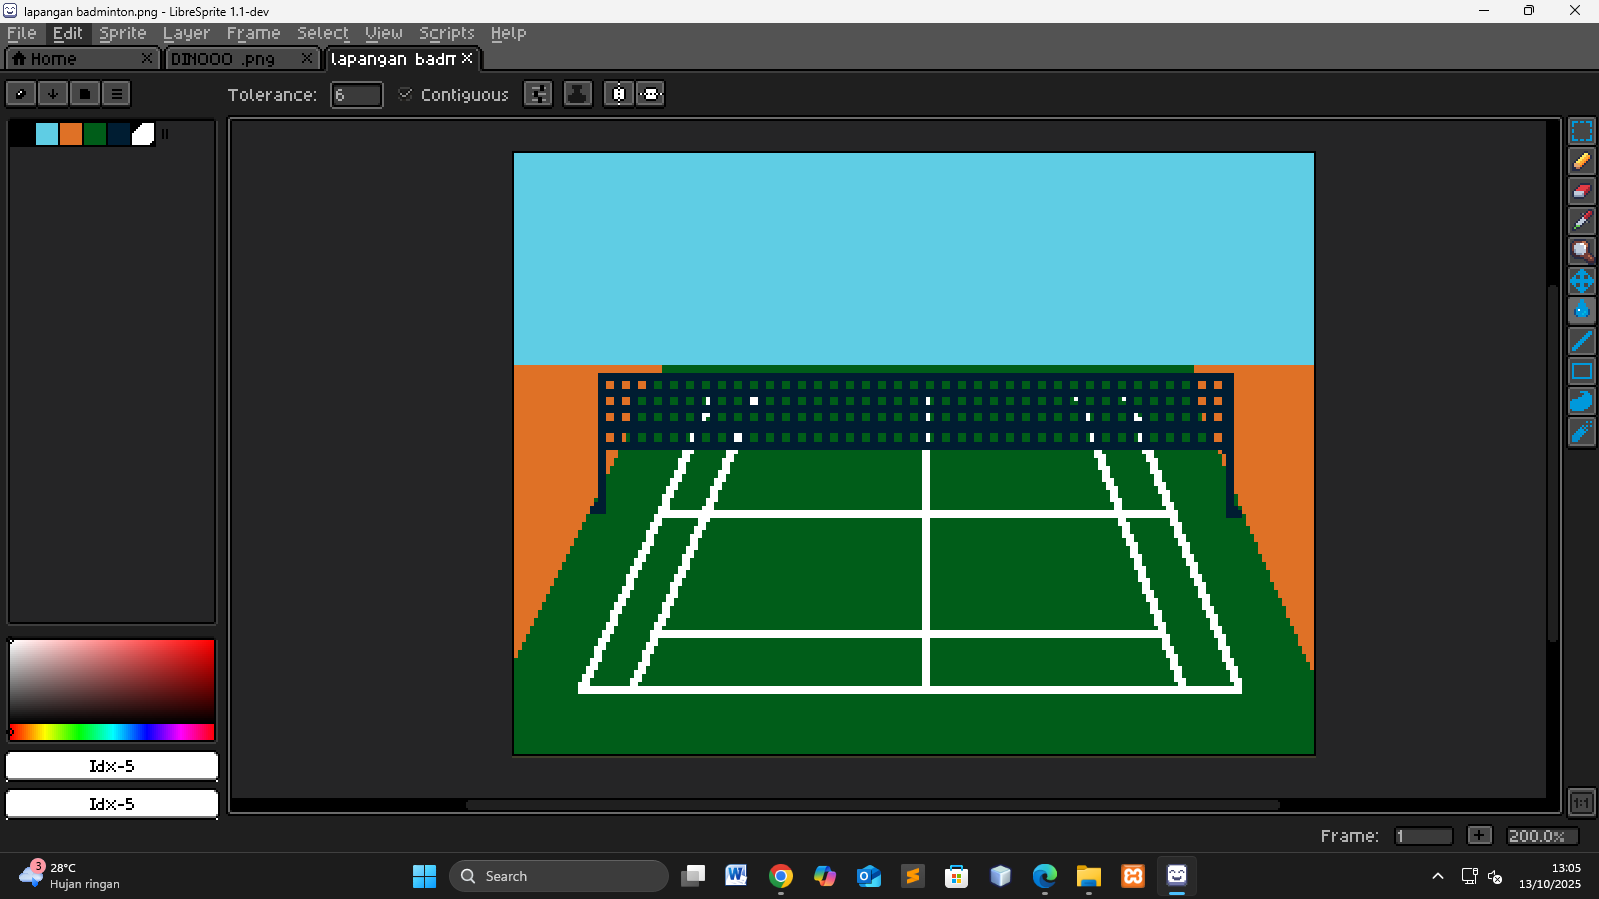 lapangan badminton.png - LibreSprite 1.1-dev
File Edit Sprite Layer Frame Select View Scripts Help
Home DINOOO .png lapangan badm
Tolerance: 6 Contiguous
Idx-5
Idx-5
1:1
Frame: 1 + 200.0%
3 28°C
Hujan ringan
Search
13:05
13/10/2025